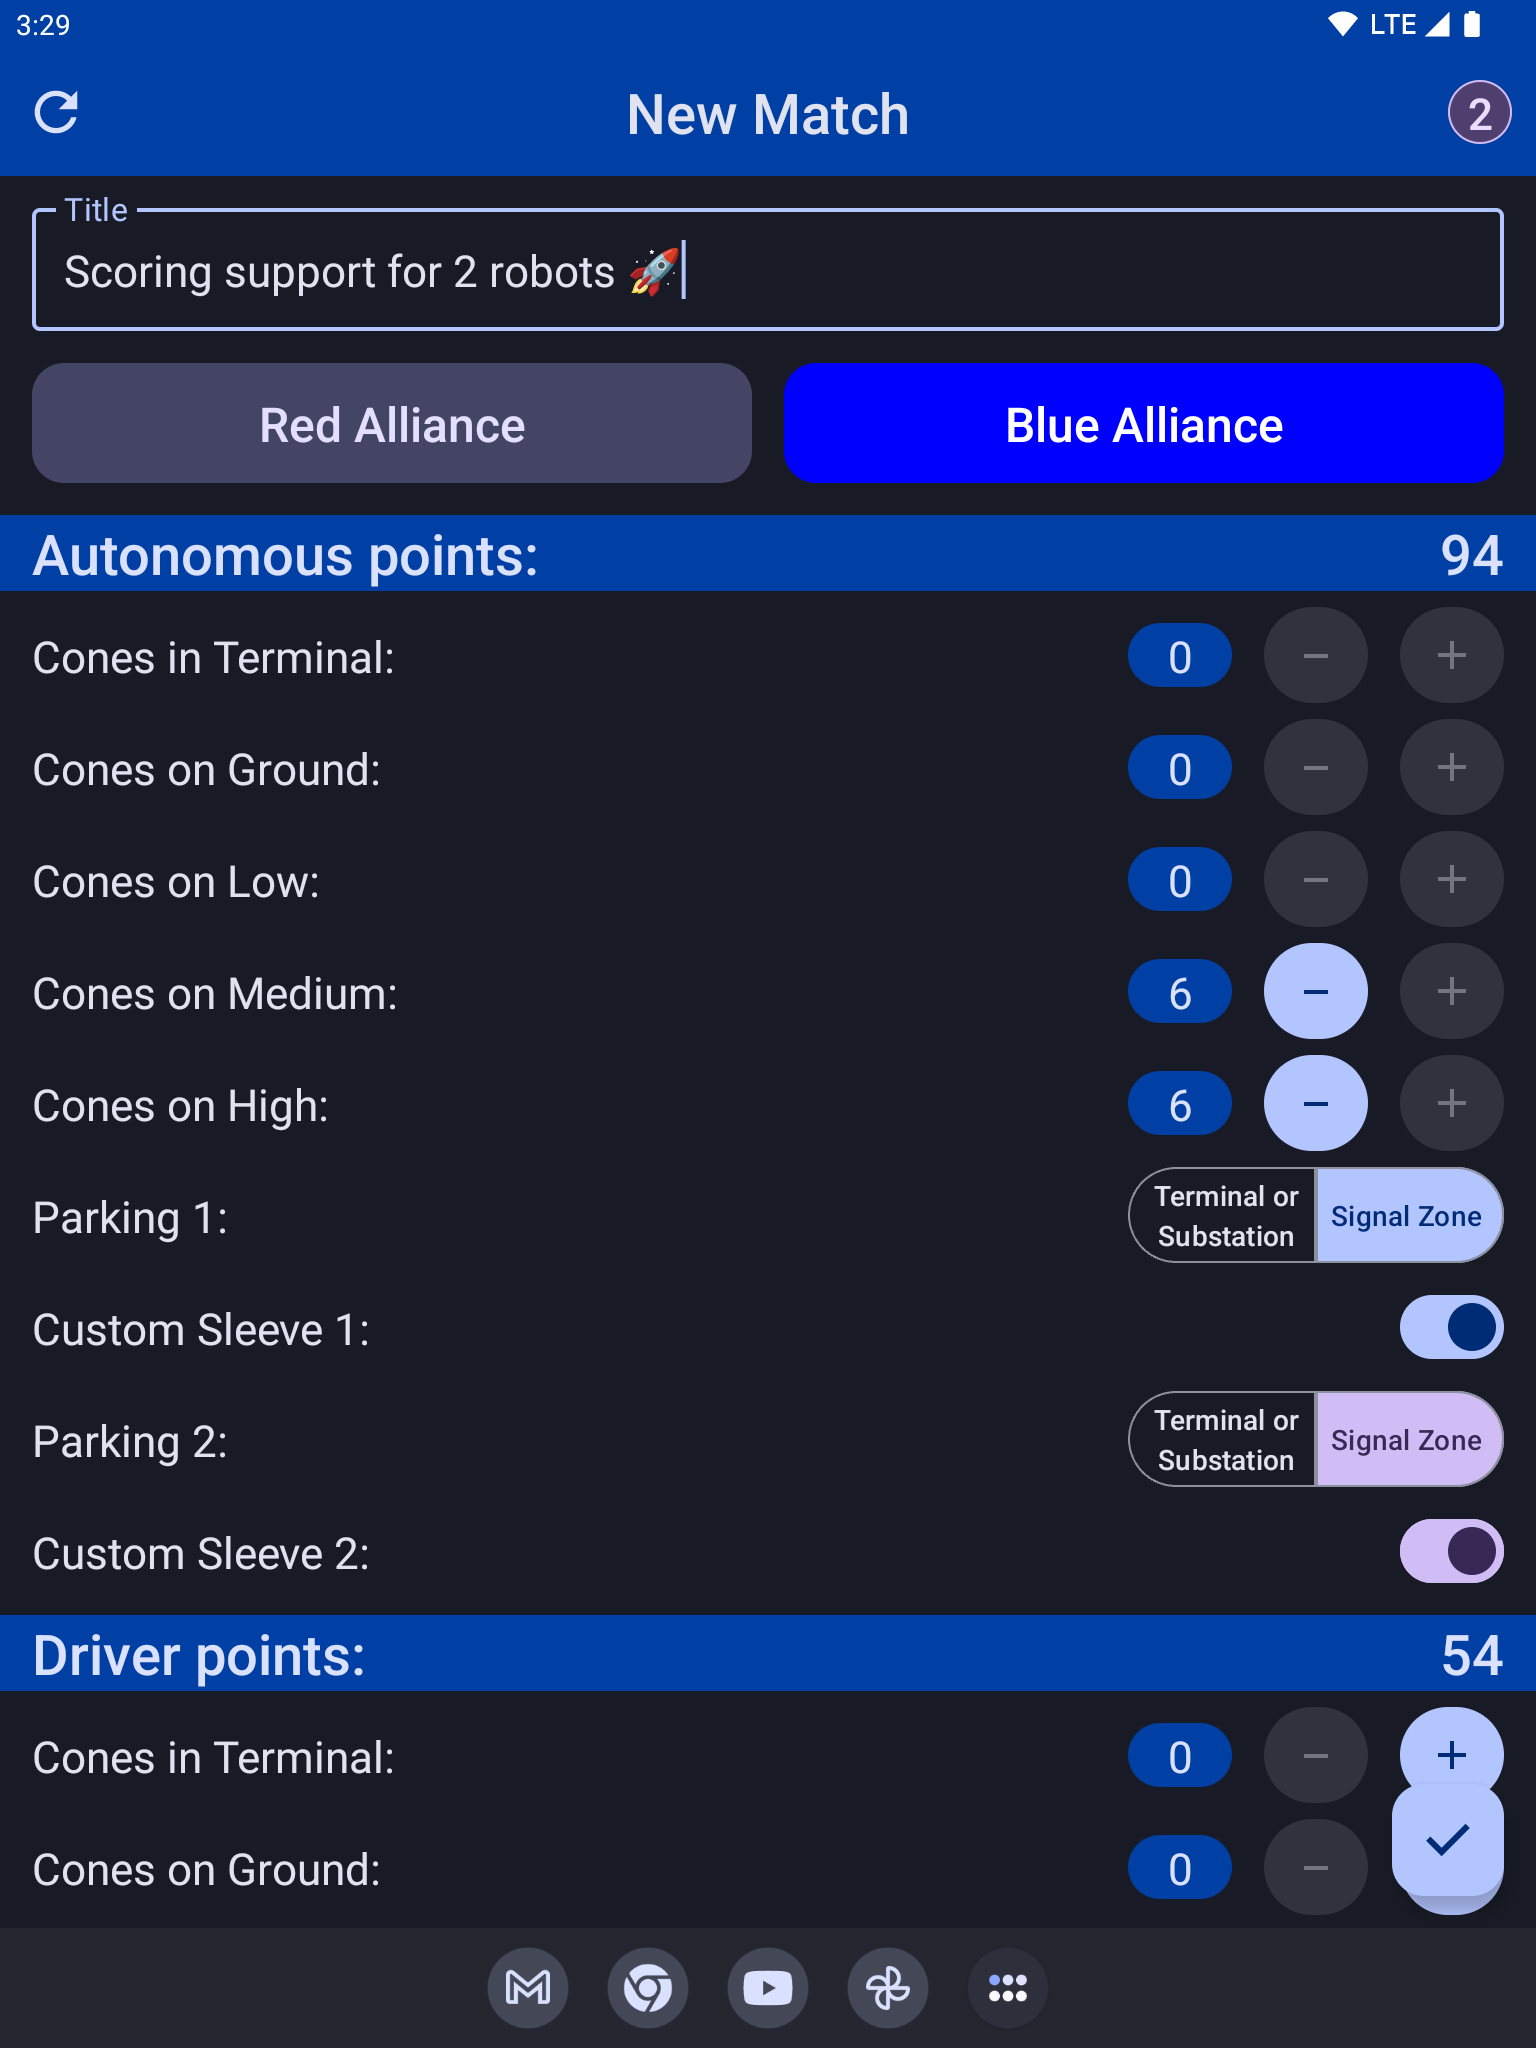 3:29 LTE
New Match 2
Title
Scoring support for 2 robots 🚀
Red Alliance Blue Alliance
Autonomous points: 94
Cones in Terminal: 0 − +
Cones on Ground: 0 − +
Cones on Low: 0 − +
Cones on Medium: 6 − +
Cones on High: 6 − +
Parking 1: Terminal or Substation Signal Zone
Custom Sleeve 1:
Parking 2: Terminal or Substation Signal Zone
Custom Sleeve 2:
Driver points: 54
Cones in Terminal: 0 − +
Cones on Ground: 0 −